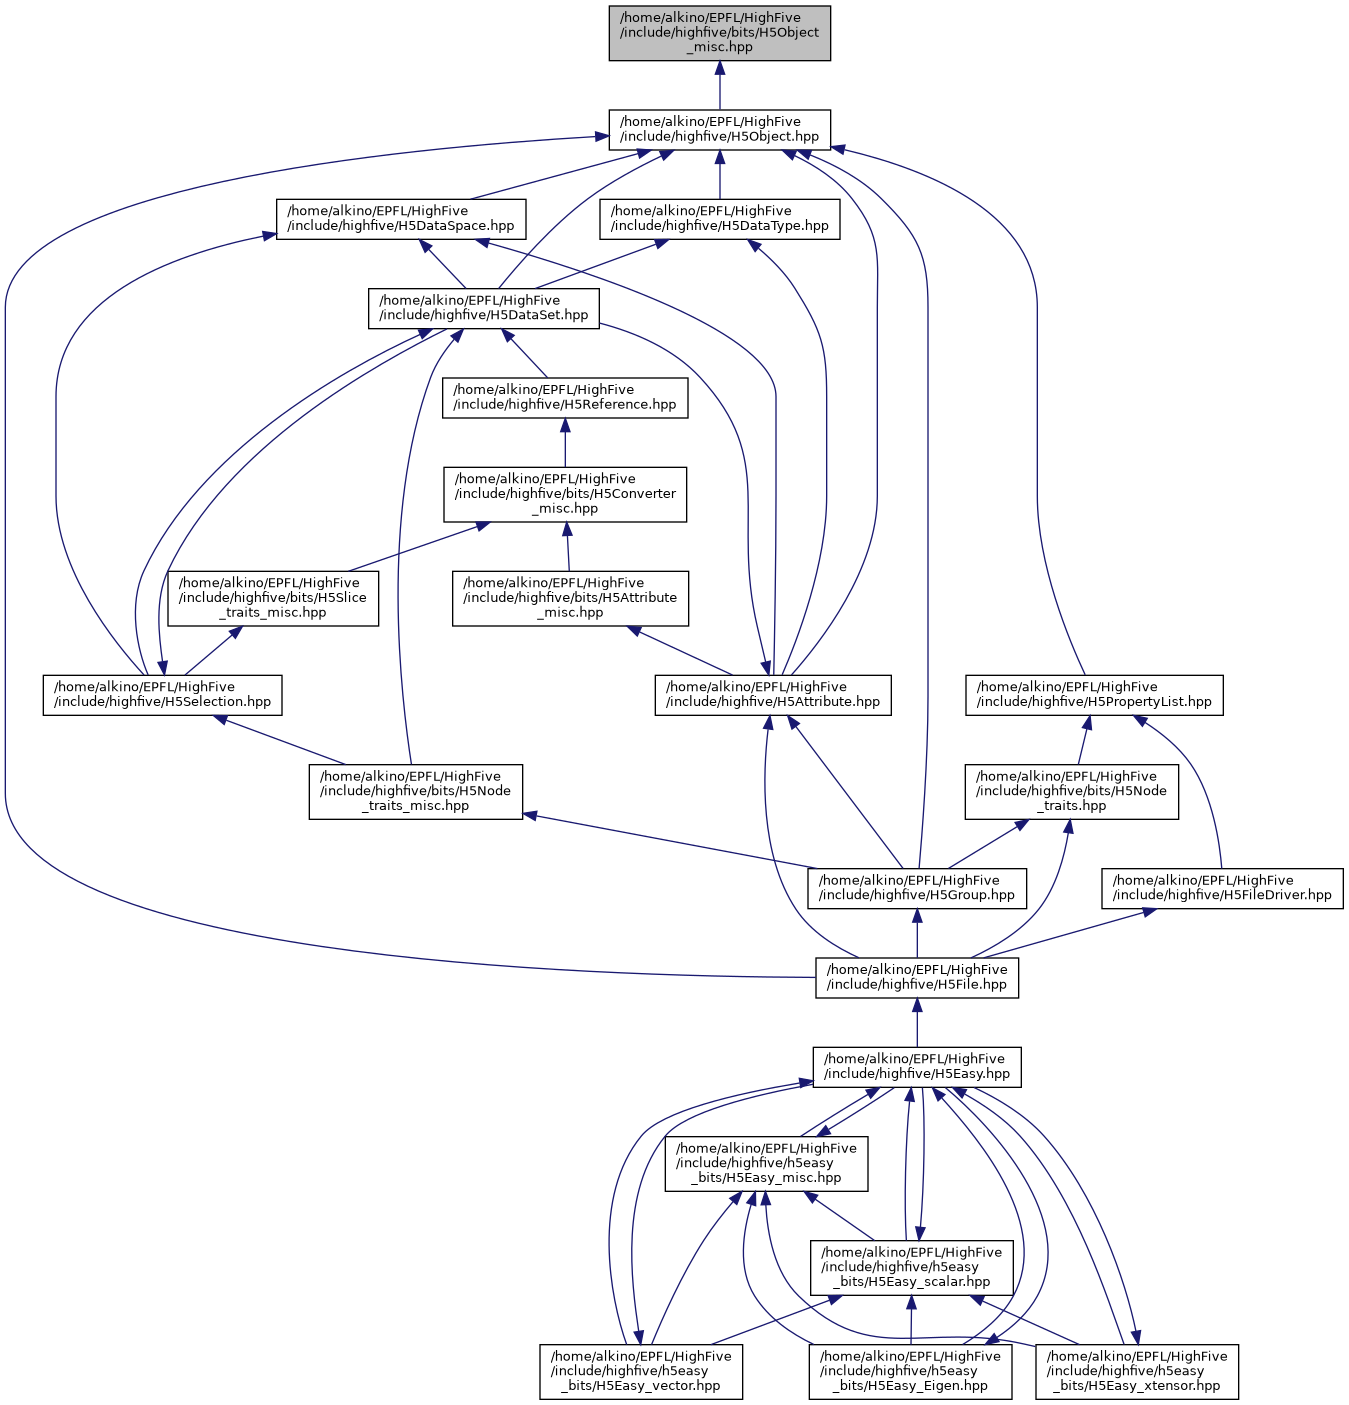 /home/alkino/EPFL/HighFive
/include/highfive/bits/H5Object
_misc.hpp
/home/alkino/EPFL/HighFive
/include/highfive/H5Object.hpp
/home/alkino/EPFL/HighFive
/include/highfive/H5DataSpace.hpp
/home/alkino/EPFL/HighFive
/include/highfive/H5DataType.hpp
/home/alkino/EPFL/HighFive
/include/highfive/H5DataSet.hpp
/home/alkino/EPFL/HighFive
/include/highfive/H5Reference.hpp
/home/alkino/EPFL/HighFive
/include/highfive/bits/H5Converter
_misc.hpp
/home/alkino/EPFL/HighFive
/include/highfive/bits/H5Slice
_traits_misc.hpp
/home/alkino/EPFL/HighFive
/include/highfive/bits/H5Attribute
_misc.hpp
/home/alkino/EPFL/HighFive
/include/highfive/H5Selection.hpp
/home/alkino/EPFL/HighFive
/include/highfive/H5Attribute.hpp
/home/alkino/EPFL/HighFive
/include/highfive/H5PropertyList.hpp
/home/alkino/EPFL/HighFive
/include/highfive/bits/H5Node
_traits_misc.hpp
/home/alkino/EPFL/HighFive
/include/highfive/bits/H5Node
_traits.hpp
/home/alkino/EPFL/HighFive
/include/highfive/H5Group.hpp
/home/alkino/EPFL/HighFive
/include/highfive/H5FileDriver.hpp
/home/alkino/EPFL/HighFive
/include/highfive/H5File.hpp
/home/alkino/EPFL/HighFive
/include/highfive/H5Easy.hpp
/home/alkino/EPFL/HighFive
/include/highfive/h5easy
_bits/H5Easy_misc.hpp
/home/alkino/EPFL/HighFive
/include/highfive/h5easy
_bits/H5Easy_scalar.hpp
/home/alkino/EPFL/HighFive
/include/highfive/h5easy
_bits/H5Easy_vector.hpp
/home/alkino/EPFL/HighFive
/include/highfive/h5easy
_bits/H5Easy_Eigen.hpp
/home/alkino/EPFL/HighFive
/include/highfive/h5easy
_bits/H5Easy_xtensor.hpp